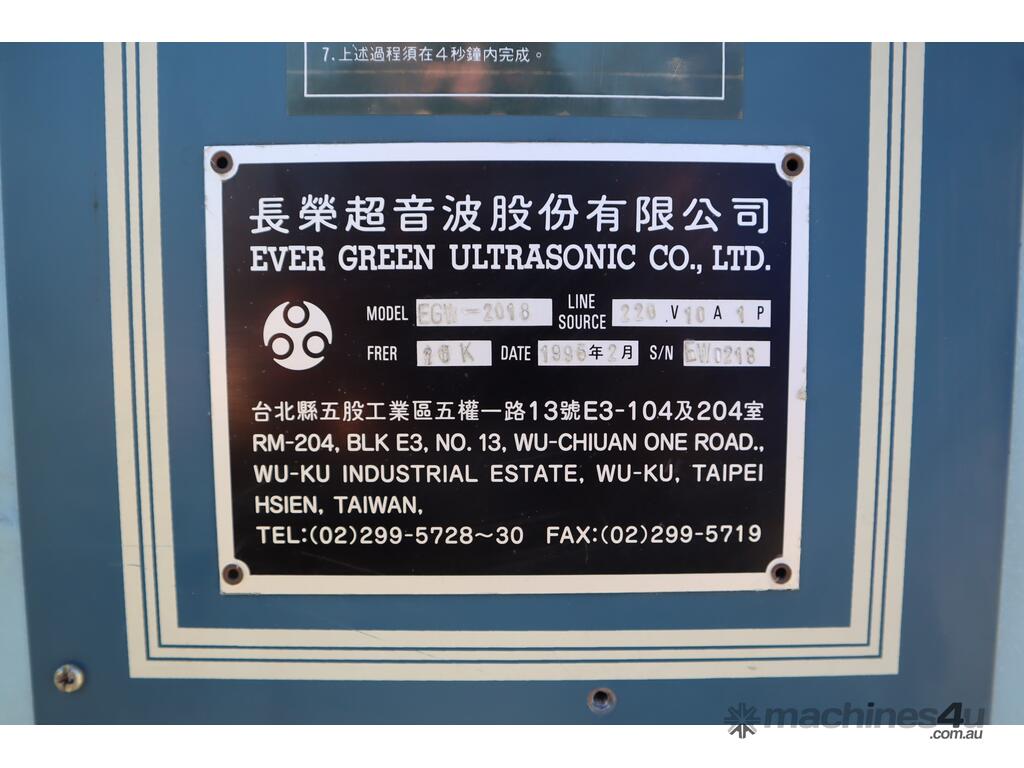 7.上述過程須在4秒鐘內完成。
長榮超音波股份有限公司
EVER GREEN ULTRASONIC CO., LTD.
MODEL EGW-2018 LINE SOURCE 220 V 10 A 1 P
FRER K DATE 1996年2月 S/N EW0218
台北縣五股工業區五權一路13號E3-104及204室
RM-204, BLK E3, NO. 13, WU-CHIUAN ONE ROAD.,
WU-KU INDUSTRIAL ESTATE, WU-KU, TAIPEI
HSIEN, TAIWAN,
TEL:(02)299-5728~30 FAX:(02)299-5719
machines4u
.com.au